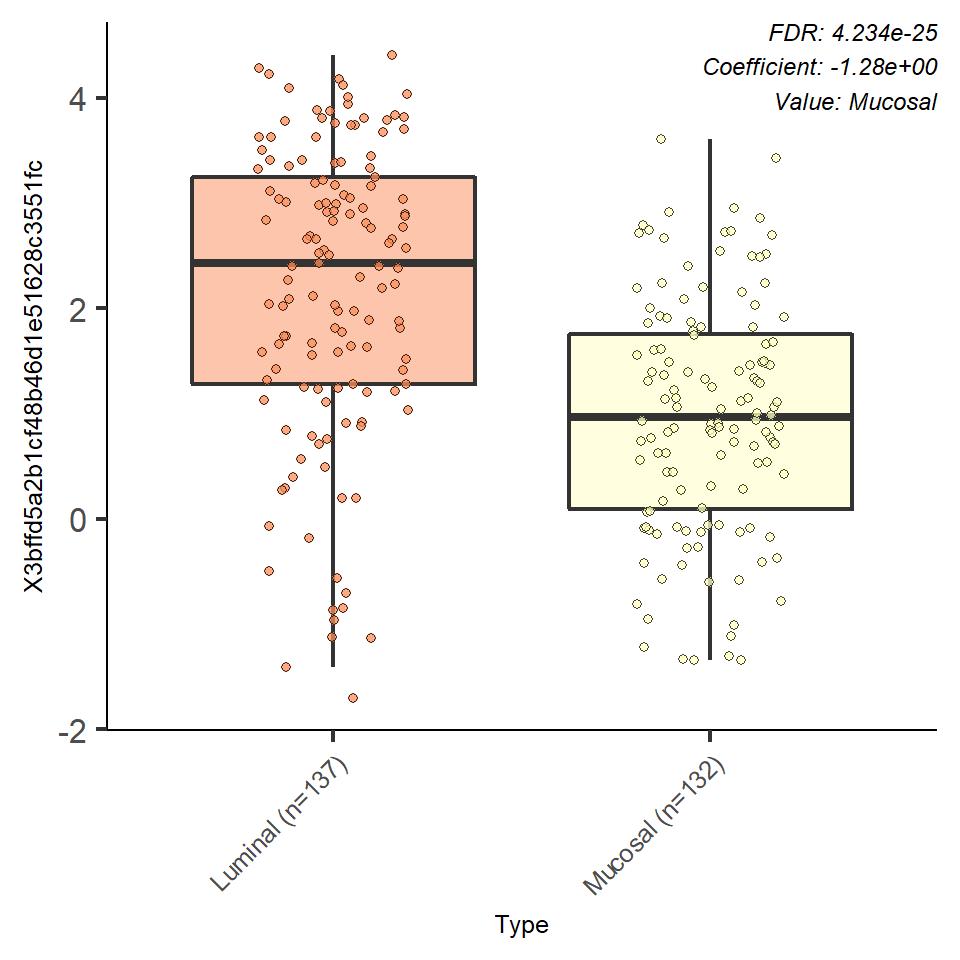 FDR: 4.234e-25
Coefficient: -1.28e+00
Value: Mucosal
X3bffd5a2b1cf48b46d1e51628c3551fc
4
2
0
-2
Luminal (n=137)
Mucosal (n=132)
Type